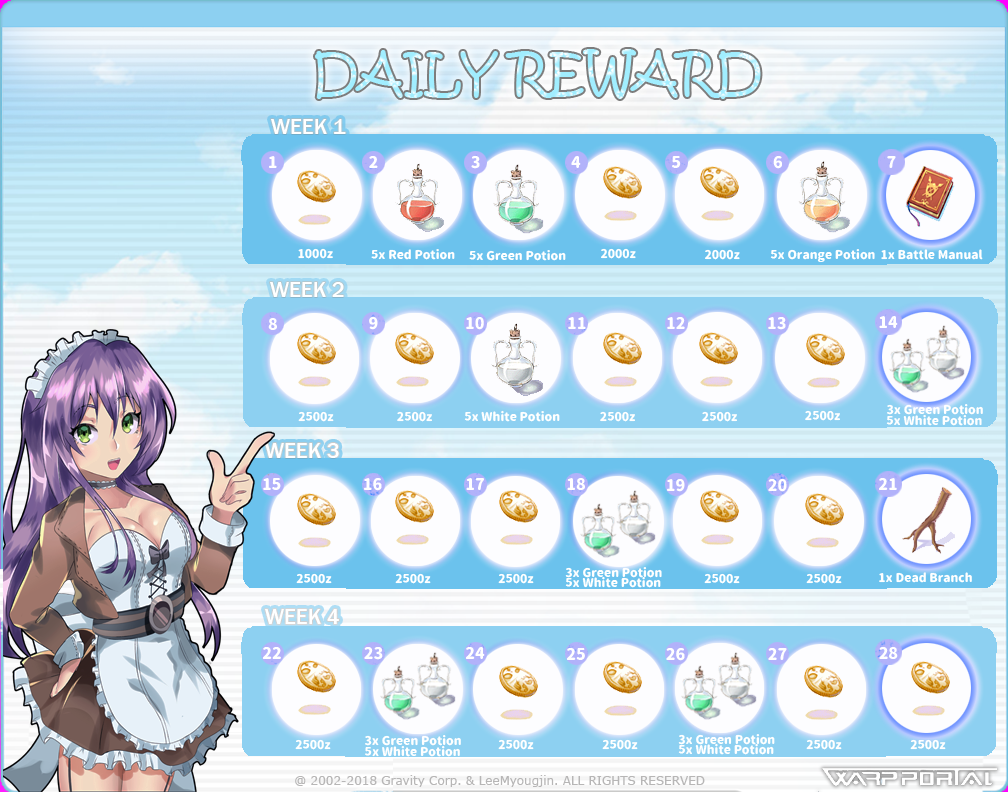 DAILY REWARD
WEEK 1
1 2 3 4 5 6 7
1000z 5x Red Potion 5x Green Potion 2000z 2000z 5x Orange Potion 1x Battle Manual
WEEK 2
8 9 10 11 12 13 14
2500z 2500z 5x White Potion 2500z 2500z 2500z 3x Green Potion
5x White Potion
WEEK 3
15 16 17 18 19 20 21
2500z 2500z 2500z 3x Green Potion 2500z 2500z 1x Dead Branch
5x White Potion
WEEK 4
22 23 24 25 26 27 28
2500z 3x Green Potion 2500z 2500z 3x Green Potion 2500z 2500z
5x White Potion 5x White Potion
© 2002-2018 Gravity Corp. & LeeMyougjin. ALL RIGHTS RESERVED
WARP PORTAL